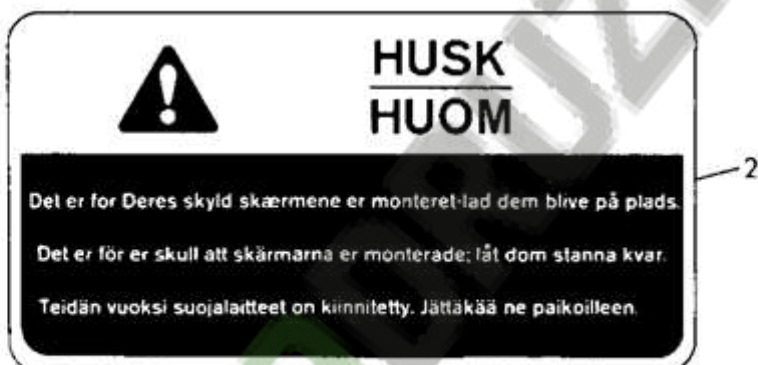 HUSK
HUOM
2
Det er for Deres skyld skærmene er monteret-lad dem blive på plads.
Det er för er skull att skärmarna er monterade; låt dom stanna kvar.
Teidän vuoksi suojalaitteet on kiinnitetty. Jättäkää ne paikoilleen.